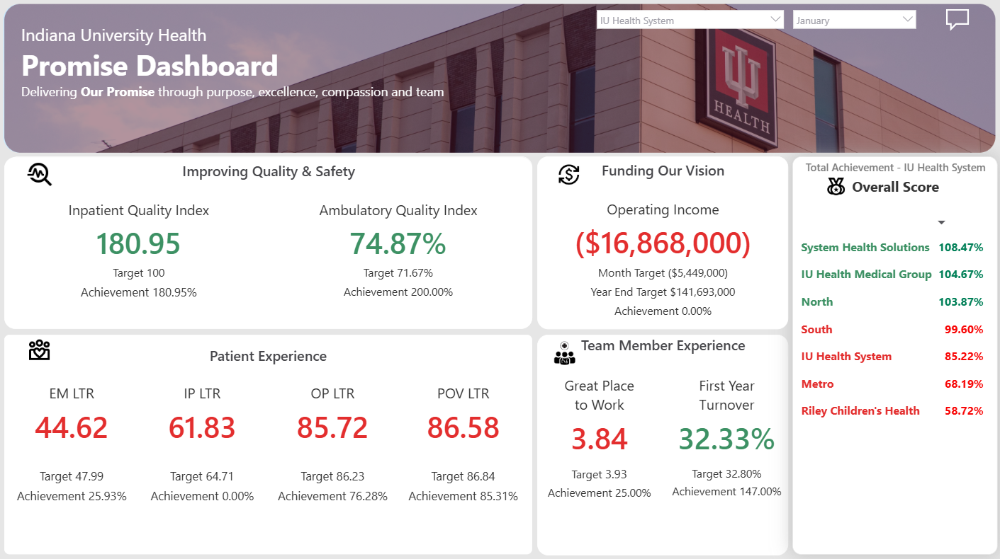 Indiana University Health
Promise Dashboard
Delivering Our Promise through purpose, excellence, compassion and team
IU Health System
January
HEALTH
Improving Quality & Safety
Inpatient Quality Index
180.95
Target 100
Achievement 180.95%
Ambulatory Quality Index
74.87%
Target 71.67%
Achievement 200.00%
Funding Our Vision
Operating Income
($16,868,000)
Month Target ($5,449,000)
Year End Target $141,693,000
Achievement 0.00%
Patient Experience
EM LTR
44.62
Target 47.99
Achievement 25.93%
IP LTR
61.83
Target 64.71
Achievement 0.00%
OP LTR
85.72
Target 86.23
Achievement 76.28%
POV LTR
86.58
Target 86.84
Achievement 85.31%
Team Member Experience
Great Place
to Work
3.84
Target 3.93
Achievement 25.00%
First Year
Turnover
32.33%
Target 32.80%
Achievement 147.00%
Total Achievement - IU Health System
Overall Score
System Health Solutions 108.47%
IU Health Medical Group 104.67%
North 103.87%
South 99.60%
IU Health System 85.22%
Metro 68.19%
Riley Children's Health 58.72%